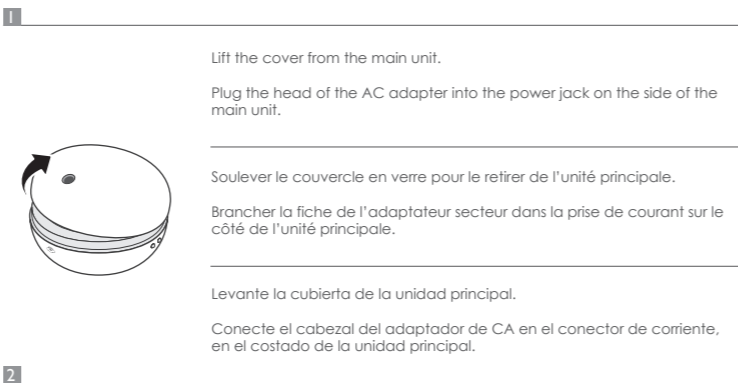 1
Lift the cover from the main unit.
Plug the head of the AC adapter into the power jack on the side of the
main unit.
Soulever le couvercle en verre pour le retirer de l’unité principale.
Brancher la fiche de l’adaptateur secteur dans la prise de courant sur le
côté de l’unité principale.
Levante la cubierta de la unidad principal.
Conecte el cabezal del adaptador de CA en el conector de corriente,
en el costado de la unidad principal.
2